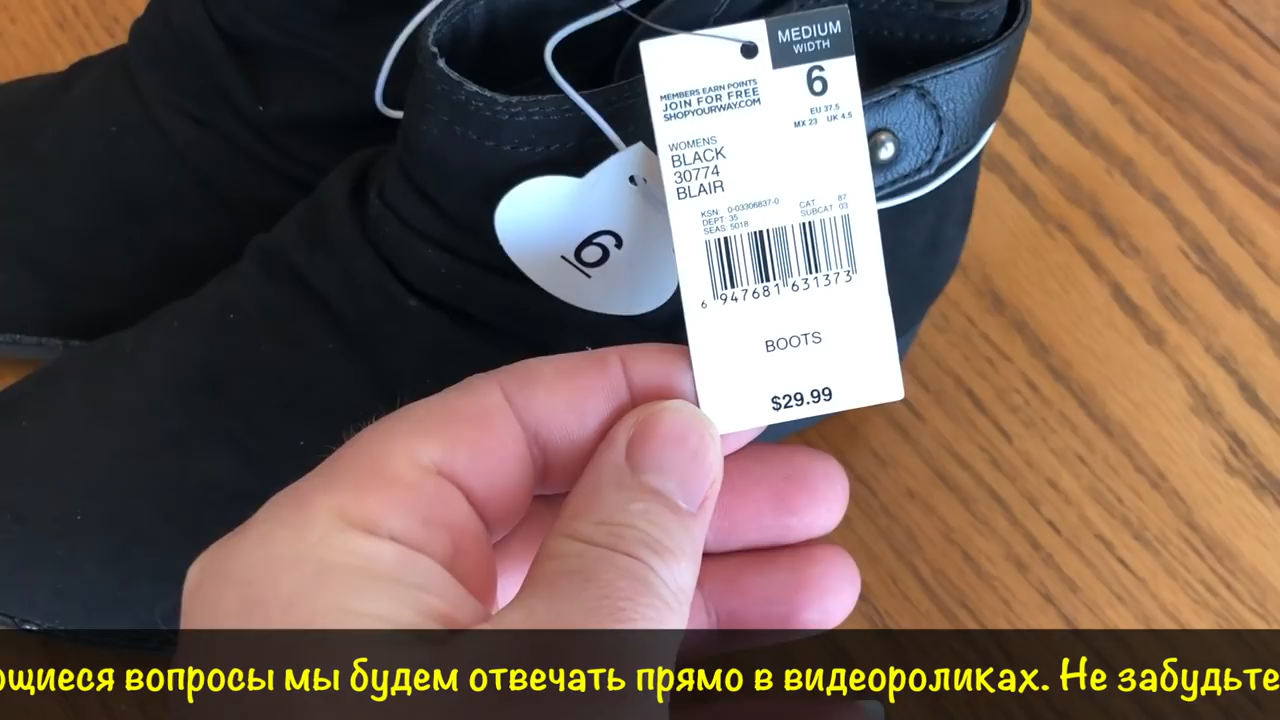 MEDIUM
WIDTH
6
EU 37.5
MX 23 UK 4.5
MEMBERS EARN POINTS
JOIN FOR FREE
SHOPYOURWAY.COM
WOMENS
BLACK
30774
BLAIR
KSN: 0-03306837-0 CAT. 87
DEPT: 35 SUBCAT 03
SEAS: 5018
6 947681 631373
BOOTS
$29.99
6
ющиеся вопросы мы будем отвечать прямо в видеороликах. Не забудьте